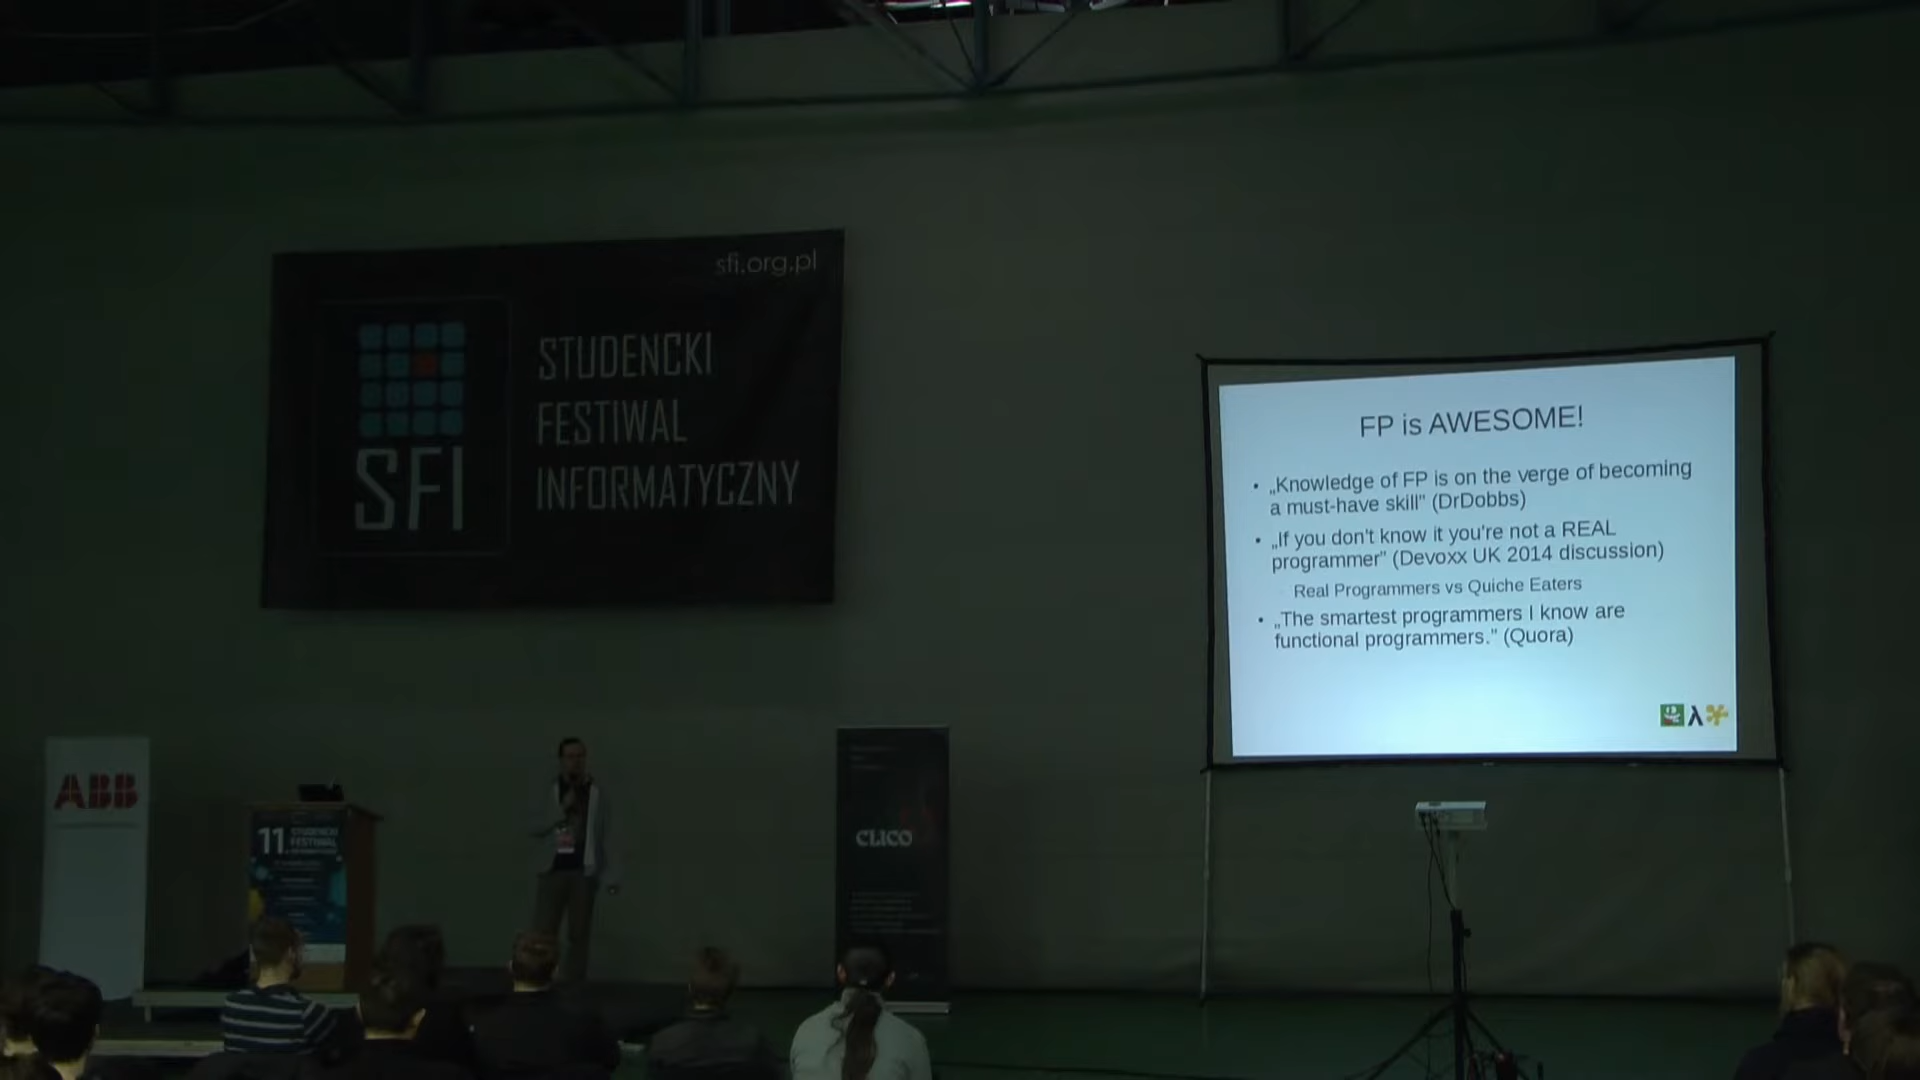 sfi.org.pl
STUDENCKI
FESTIWAL
INFORMATYCZNY
SFI
FP is AWESOME!
• „Knowledge of FP is on the verge of becoming
a must-have skill" (DrDobbs)
• „If you don't know it you're not a REAL
programmer" (Devoxx UK 2014 discussion)
Real Programmers vs Quiche Eaters
• „The smartest programmers I know are
functional programmers." (Quora)
λ
ABB
11 STUDENCKI
FESTIWAL
CLICO